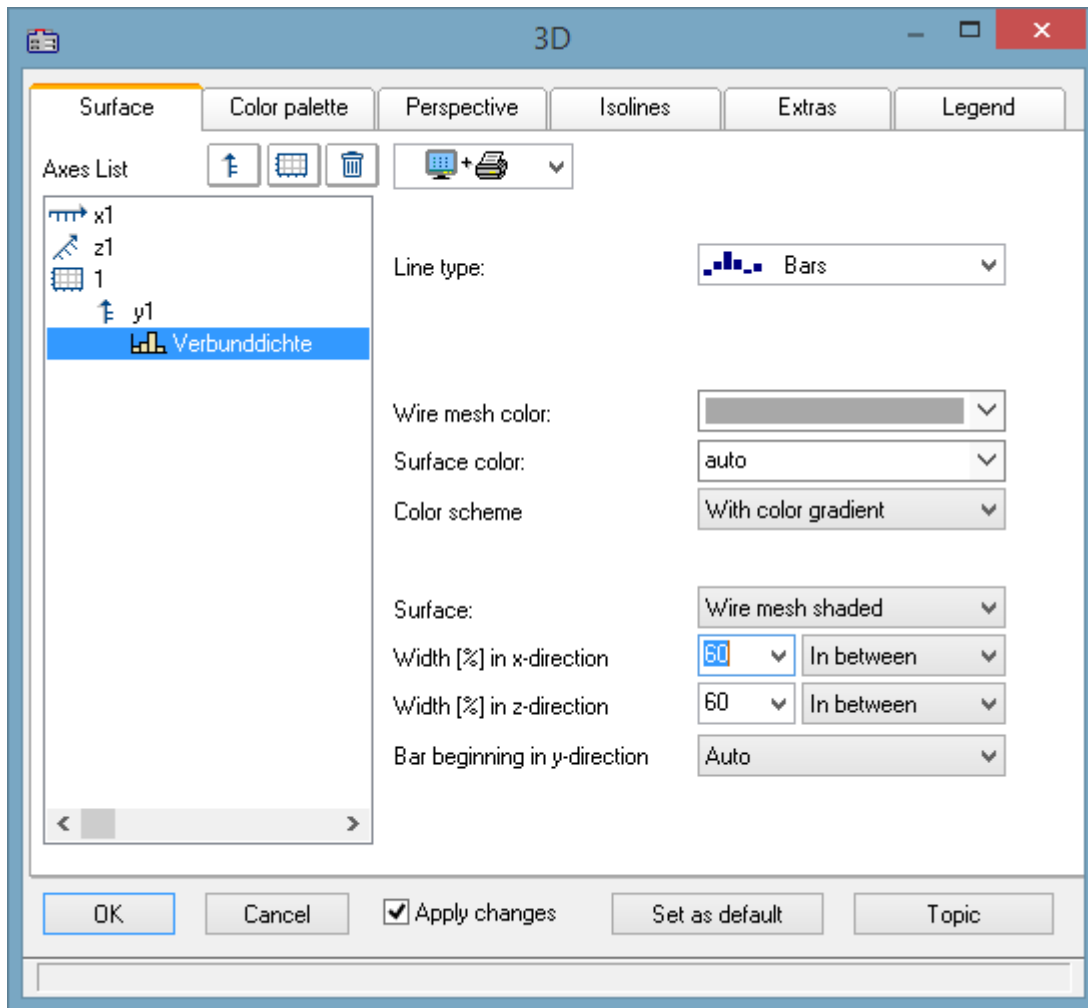 3D
Surface
Color palette
Perspective
Isolines
Extras
Legend
Axes List
x1
z1
1
y1
Verbunddichte
Line type:
Bars
Wire mesh color:
Surface color:
auto
Color scheme
With color gradient
Surface:
Wire mesh shaded
Width [%] in x-direction
60
In between
Width [%] in z-direction
60
In between
Bar beginning in y-direction
Auto
OK
Cancel
Apply changes
Set as default
Topic